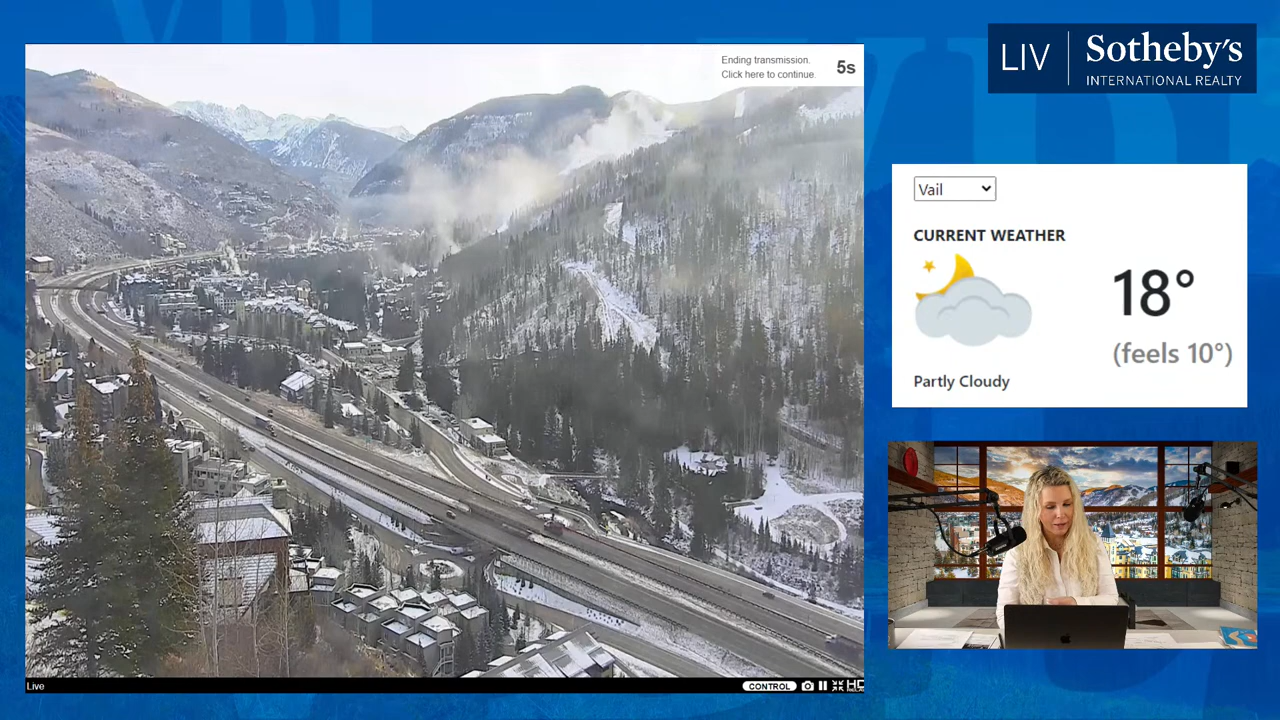 Ending transmission.
Click here to continue.
5s
LIV
Sotheby's
INTERNATIONAL REALTY
Vail
CURRENT WEATHER
18°
(feels 10°)
Partly Cloudy
Live
CONTROL
HD